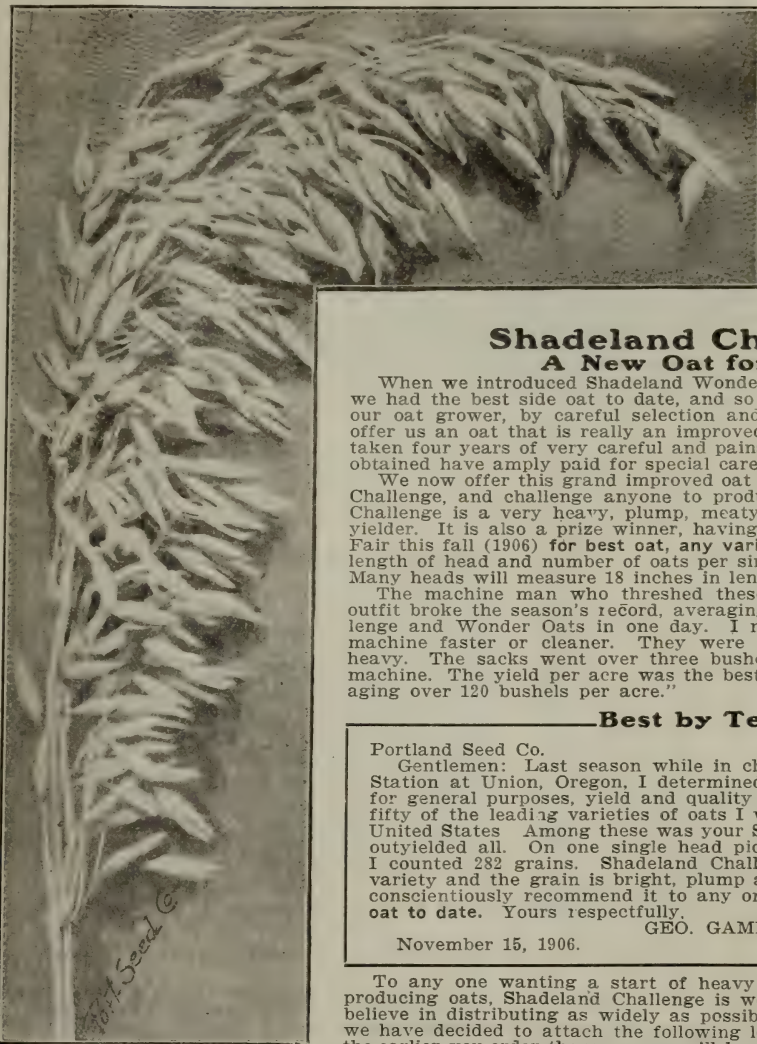 Shadeland Ch
A New Oat fo
When we introduced Shadeland Wonde
we had the best side oat to date, and so
our oat grower, by careful selection and
offer us an oat that is really an improved
taken four years of very careful and pain
obtained have amply paid for special care
We now offer this grand improved oat
Challenge, and challenge anyone to prod
Challenge is a very heavy, plump, meaty
yielder. It is also a prize winner, having
Fair this fall (1906) for best oat, any vari
length of head and number of oats per sin
Many heads will measure 18 inches in len
The machine man who threshed thes
outfit broke the season's record, averagin
lenge and Wonder Oats in one day. I n
machine faster or cleaner. They were
heavy. The sacks went over three bush
machine. The yield per acre was the best
aging over 120 bushels per acre."
Best by Te
Portland Seed Co.
Gentlemen: Last season while in ch
Station at Union, Oregon, I determined
for general purposes, yield and quality
fifty of the leading varieties of oats I
United States Among these was your S
outyielded all. On one single head pic
I counted 282 grains. Shadeland Chall
variety and the grain is bright, plump a
conscientiously recommend it to any o
oat to date. Yours respectfully,
GEO. GAM
November 15, 1906.
To any one wanting a start of heavy
producing oats, Shadeland Challenge is w
believe in distributing as widely as possib
we have decided to attach the following l
the earlier you order the
Port. Seed Co